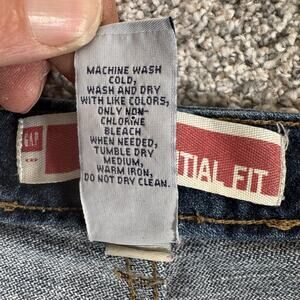 MACHINE WASH
COLD,
WASH AND DRY
WITH LIKE COLORS,
ONLY NON-
CHLORINE
BLEACH
WHEN NEEDED,
TUMBLE DRY
MEDIUM,
WARM IRON,
DO NOT DRY CLEAN.
GAP
TIAL FIT